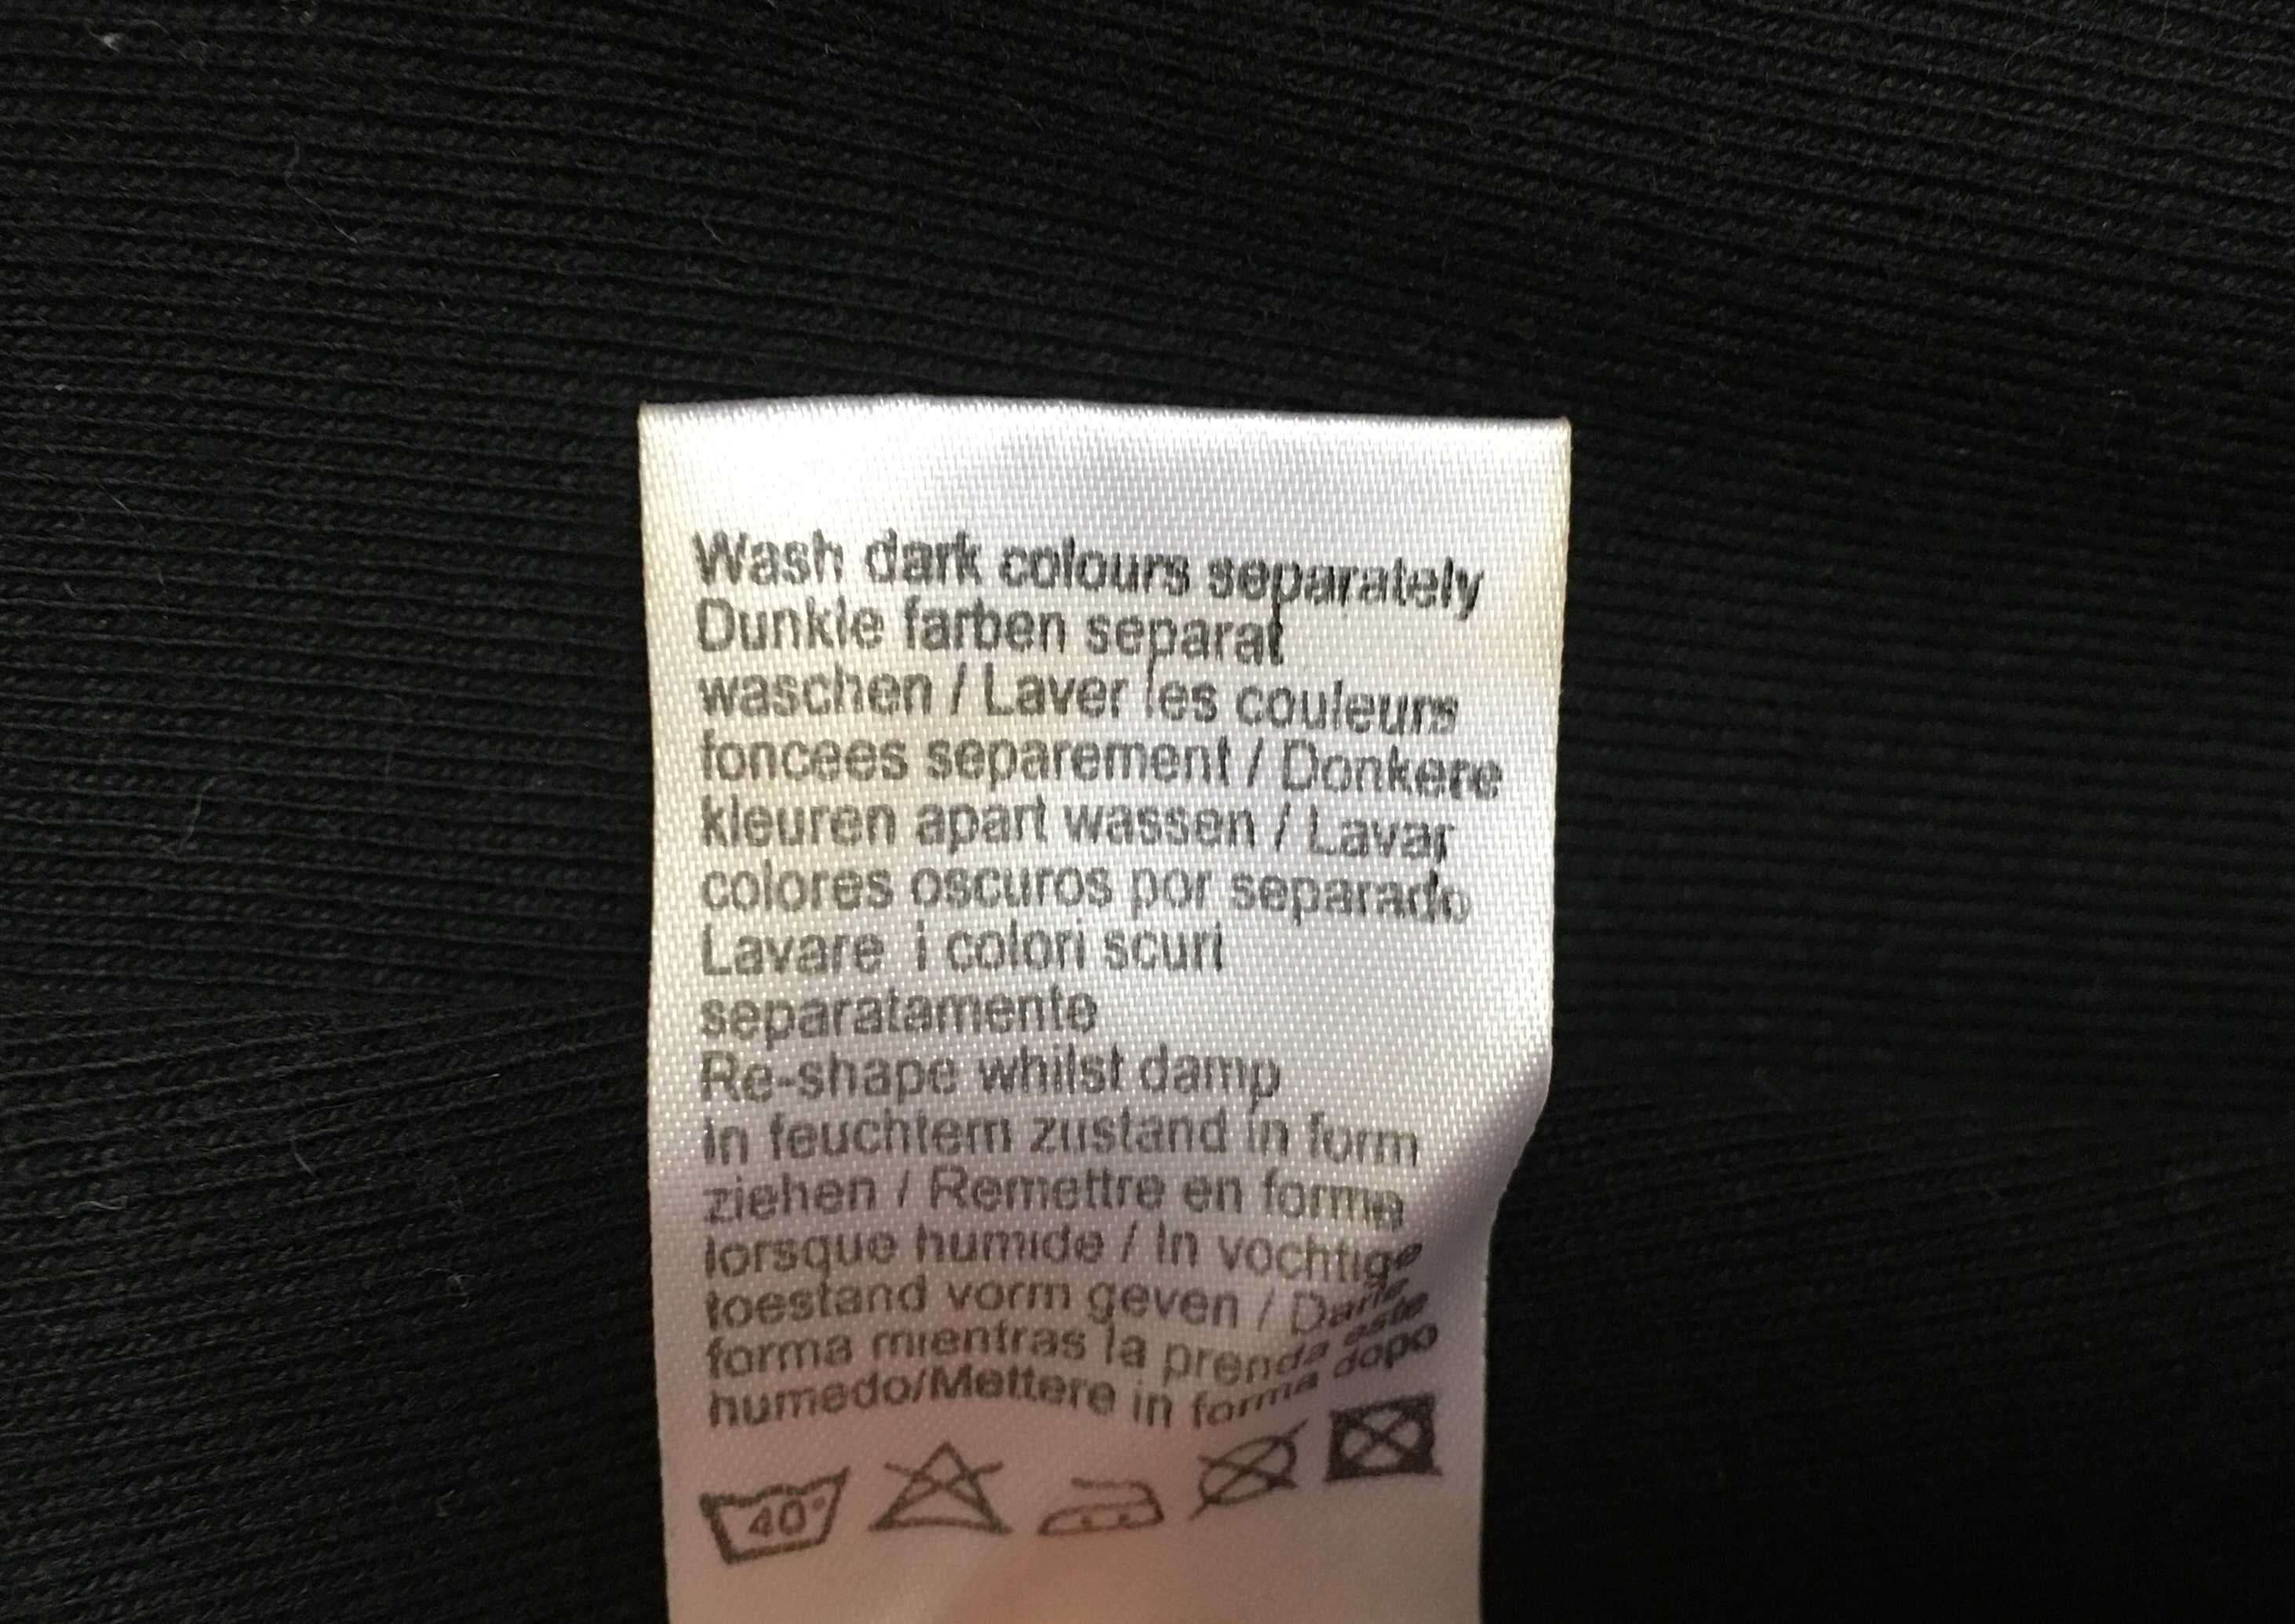 Wash dark colours separately
Dunkle farben separat
waschen / Laver les couleurs
foncees separement / Donkere
kleuren apart wassen / Lavar
colores oscuros por separado
Lavare i colori scuri
separatamente
Re-shape whilst damp
in feuchtem zustand in form
ziehen / Remettre en forme
lorsque humide / In vochtige
toestand vorm geven / Darle
forma mientras la prenda este
humedo/Mettere in forma dopo
40°